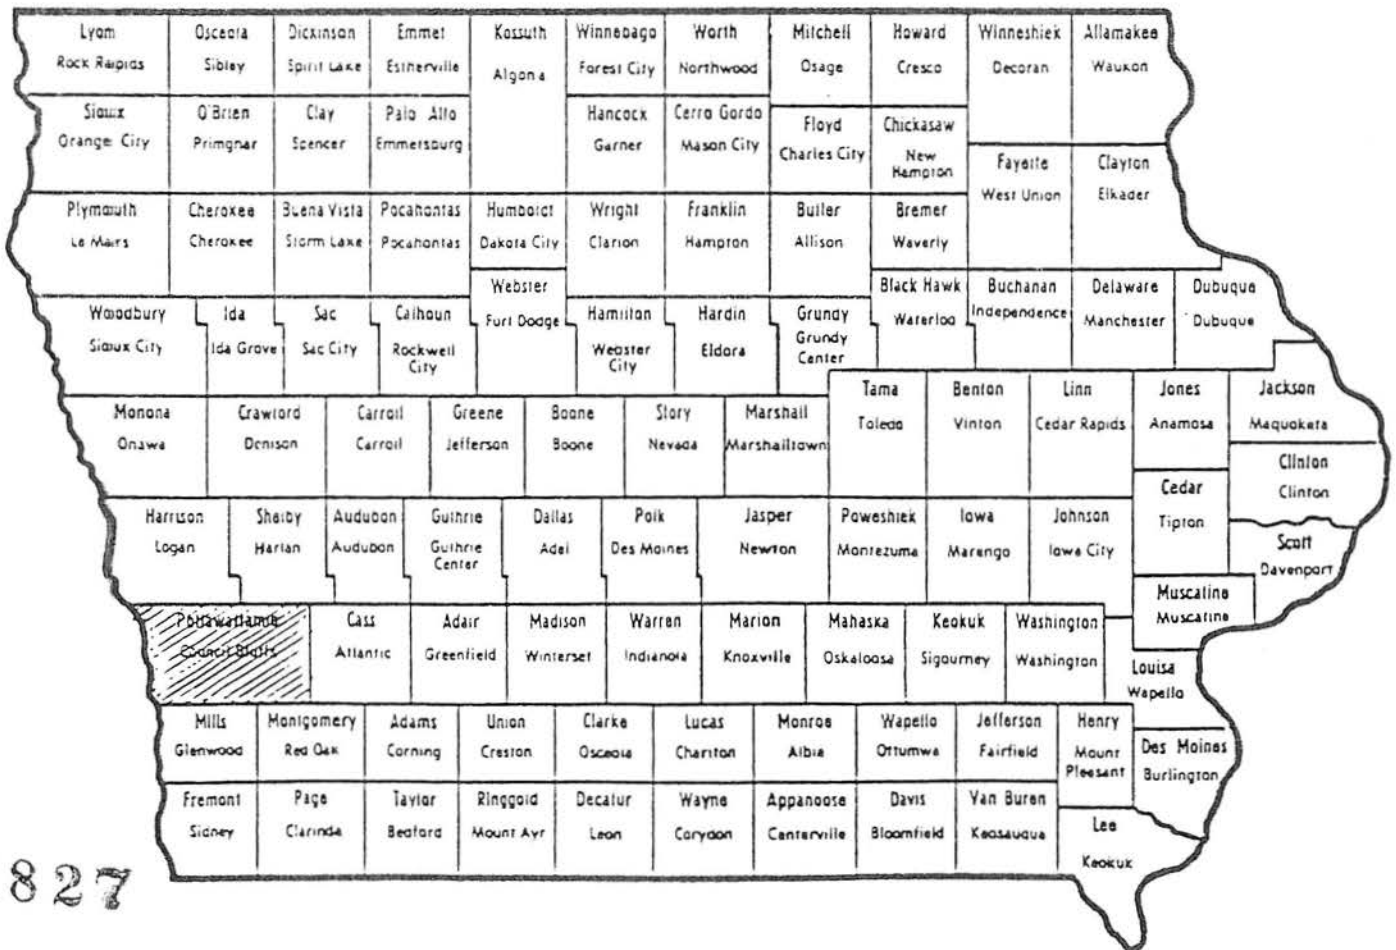 Lyon
Rock Rapids
Osceola
Sibley
Dickinson
Spirit Lake
Emmet
Estherville
Kossuth
Algona
Winnebago
Forest City
Worth
Northwood
Mitchell
Osage
Howard
Cresco
Winneshiek
Decorah
Allamakee
Waukon
Sioux
Orange City
O'Brien
Primghar
Clay
Spencer
Palo Alto
Emmetsburg
Hancock
Garner
Cerro Gordo
Mason City
Floyd
Charles City
Chickasaw
New
Hampton
Fayette
West Union
Clayton
Elkader
Plymouth
Le Mars
Cherokee
Cherokee
Buena Vista
Storm Lake
Pocahontas
Pocahontas
Humboldt
Dakota City
Wright
Clarion
Franklin
Hampton
Butler
Allison
Bremer
Waverly
Webster
Fort Dodge
Black Hawk
Waterloo
Buchanan
Independence
Delaware
Manchester
Dubuque
Dubuque
Woodbury
Sioux City
Ida
Ida Grove
Sac
Sac City
Calhoun
Rockwell
City
Hamilton
Webster
City
Hardin
Eldora
Grundy
Grundy
Center
Tama
Toledo
Benton
Vinton
Linn
Cedar Rapids
Jones
Anamosa
Jackson
Maquoketa
Monona
Onawa
Crawford
Denison
Carroll
Carroll
Greene
Jefferson
Boone
Boone
Story
Nevada
Marshall
Marshalltown
Clinton
Clinton
Cedar
Tipton
Harrison
Logan
Shelby
Harlan
Audubon
Audubon
Guthrie
Guthrie
Center
Dallas
Adel
Polk
Des Moines
Jasper
Newton
Poweshiek
Montezuma
Iowa
Marengo
Johnson
Iowa City
Scott
Davenport
Muscatine
Muscatine
Pottawattamie
Council Bluffs
Cass
Atlantic
Adair
Greenfield
Madison
Winterset
Warren
Indianola
Marion
Knoxville
Mahaska
Oskaloosa
Keokuk
Sigourney
Washington
Washington
Louisa
Wapello
Mills
Glenwood
Montgomery
Red Oak
Adams
Corning
Union
Creston
Clarke
Osceola
Lucas
Chariton
Monroe
Albia
Wapello
Ottumwa
Jefferson
Fairfield
Henry
Mount
Pleasant
Des Moines
Burlington
Fremont
Sidney
Page
Clarinda
Taylor
Bedford
Ringgold
Mount Ayr
Decatur
Leon
Wayne
Corydon
Appanoose
Centerville
Davis
Bloomfield
Van Buren
Keosauqua
Lee
Keokuk
827